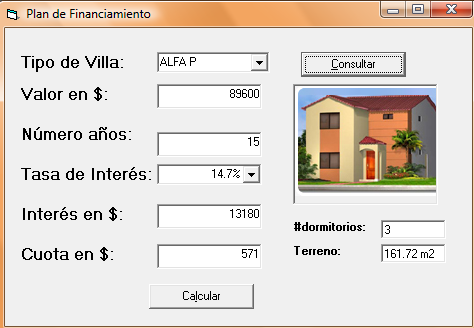 Plan de Financiamiento
Tipo de Villa: ALFA P Consultar
Valor en $: 89600
Número años: 15
Tasa de Interés: 14.7%
Interés en $: 13180
#dormitorios: 3
Cuota en $: 571
Terreno: 161.72 m2
Calcular